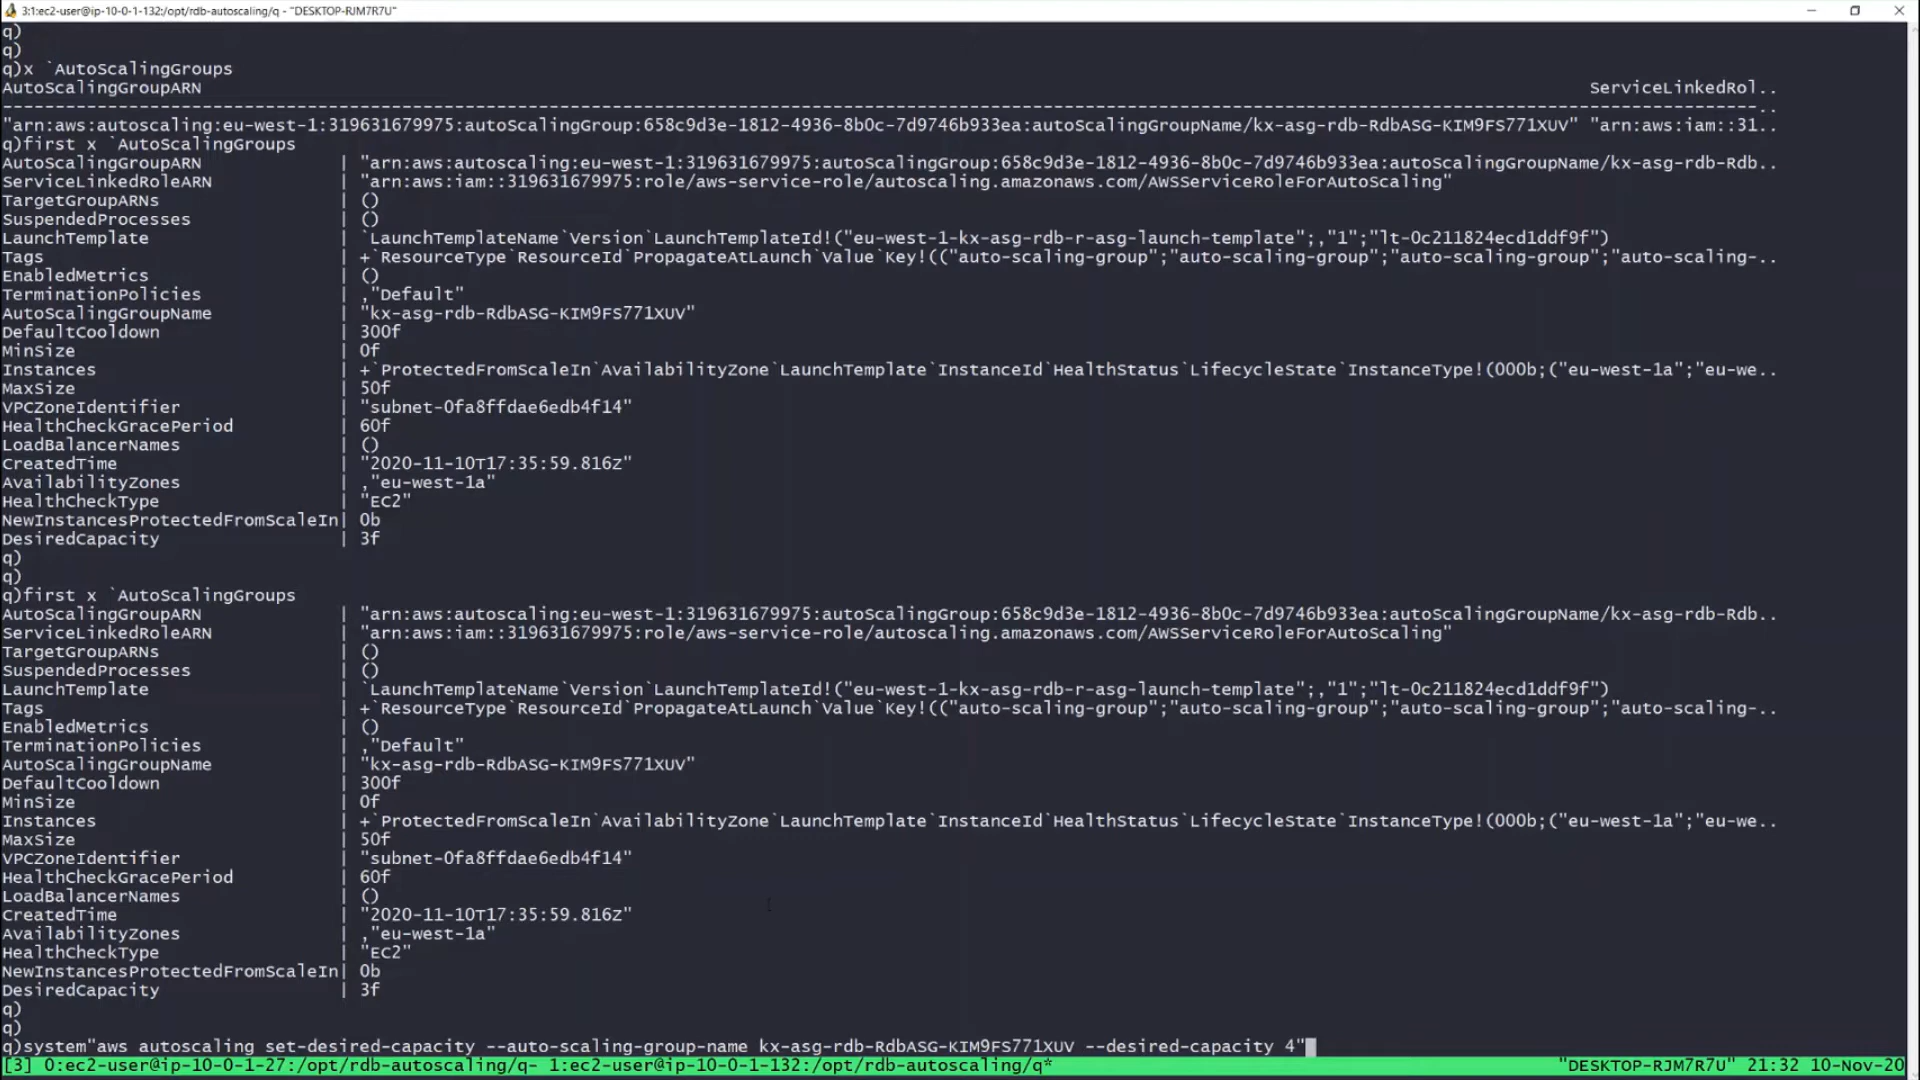 3:1:ec2-user@ip-10-0-1-132:/opt/rdb-autoscaling/q - "DESKTOP-RJM7R7U"
q)
q)
q)x `AutoScalingGroups
AutoScalingGroupARN ServiceLinkedRol..
-----------------------------------------------------------------------------------------------------------------------------------------------------------------------..
"arn:aws:autoscaling:eu-west-1:319631679975:autoScalingGroup:658c9d3e-1812-4936-8b0c-7d9746b933ea:autoScalingGroupName/kx-asg-rdb-RdbASG-KIM9FS771XUV" "arn:aws:iam::31..
q)first x `AutoScalingGroups
AutoScalingGroupARN | "arn:aws:autoscaling:eu-west-1:319631679975:autoScalingGroup:658c9d3e-1812-4936-8b0c-7d9746b933ea:autoScalingGroupName/kx-asg-rdb-Rdb..
ServiceLinkedRoleARN | "arn:aws:iam::319631679975:role/aws-service-role/autoscaling.amazonaws.com/AWSServiceRoleForAutoScaling"
TargetGroupARNs | ()
SuspendedProcesses | ()
LaunchTemplate | `LaunchTemplateName`Version`LaunchTemplateId!("eu-west-1-kx-asg-rdb-r-asg-launch-template";,"1";"lt-0c211824ecd1ddf9f")
Tags | +`ResourceType`ResourceId`PropagateAtLaunch`Value`Key!(("auto-scaling-group";"auto-scaling-group";"auto-scaling-group";"auto-scaling-..
EnabledMetrics | ()
TerminationPolicies | ,"Default"
AutoScalingGroupName | "kx-asg-rdb-RdbASG-KIM9FS771XUV"
DefaultCooldown | 300f
MinSize | 0f
Instances | +`ProtectedFromScaleIn`AvailabilityZone`LaunchTemplate`InstanceId`HealthStatus`LifecycleState`InstanceType!(000b;("eu-west-1a";"eu-we..
MaxSize | 50f
VPCZoneIdentifier | "subnet-0fa8ffdae6edb4f14"
HealthCheckGracePeriod | 60f
LoadBalancerNames | ()
CreatedTime | "2020-11-10T17:35:59.816Z"
AvailabilityZones | ,"eu-west-1a"
HealthCheckType | "EC2"
NewInstancesProtectedFromScaleIn| 0b
DesiredCapacity | 3f
q)
q)
q)first x `AutoScalingGroups
AutoScalingGroupARN | "arn:aws:autoscaling:eu-west-1:319631679975:autoScalingGroup:658c9d3e-1812-4936-8b0c-7d9746b933ea:autoScalingGroupName/kx-asg-rdb-Rdb..
ServiceLinkedRoleARN | "arn:aws:iam::319631679975:role/aws-service-role/autoscaling.amazonaws.com/AWSServiceRoleForAutoScaling"
TargetGroupARNs | ()
SuspendedProcesses | ()
LaunchTemplate | `LaunchTemplateName`Version`LaunchTemplateId!("eu-west-1-kx-asg-rdb-r-asg-launch-template";,"1";"lt-0c211824ecd1ddf9f")
Tags | +`ResourceType`ResourceId`PropagateAtLaunch`Value`Key!(("auto-scaling-group";"auto-scaling-group";"auto-scaling-group";"auto-scaling-..
EnabledMetrics | ()
TerminationPolicies | ,"Default"
AutoScalingGroupName | "kx-asg-rdb-RdbASG-KIM9FS771XUV"
DefaultCooldown | 300f
MinSize | 0f
Instances | +`ProtectedFromScaleIn`AvailabilityZone`LaunchTemplate`InstanceId`HealthStatus`LifecycleState`InstanceType!(000b;("eu-west-1a";"eu-we..
MaxSize | 50f
VPCZoneIdentifier | "subnet-0fa8ffdae6edb4f14"
HealthCheckGracePeriod | 60f
LoadBalancerNames | ()
CreatedTime | "2020-11-10T17:35:59.816Z"
AvailabilityZones | ,"eu-west-1a"
HealthCheckType | "EC2"
NewInstancesProtectedFromScaleIn| 0b
DesiredCapacity | 3f
q)
q)
q)system"aws autoscaling set-desired-capacity --auto-scaling-group-name kx-asg-rdb-RdbASG-KIM9FS771XUV --desired-capacity 4"
[3] 0:ec2-user@ip-10-0-1-27:/opt/rdb-autoscaling/q- 1:ec2-user@ip-10-0-1-132:/opt/rdb-autoscaling/q* "DESKTOP-RJM7R7U" 21:32 10-Nov-20